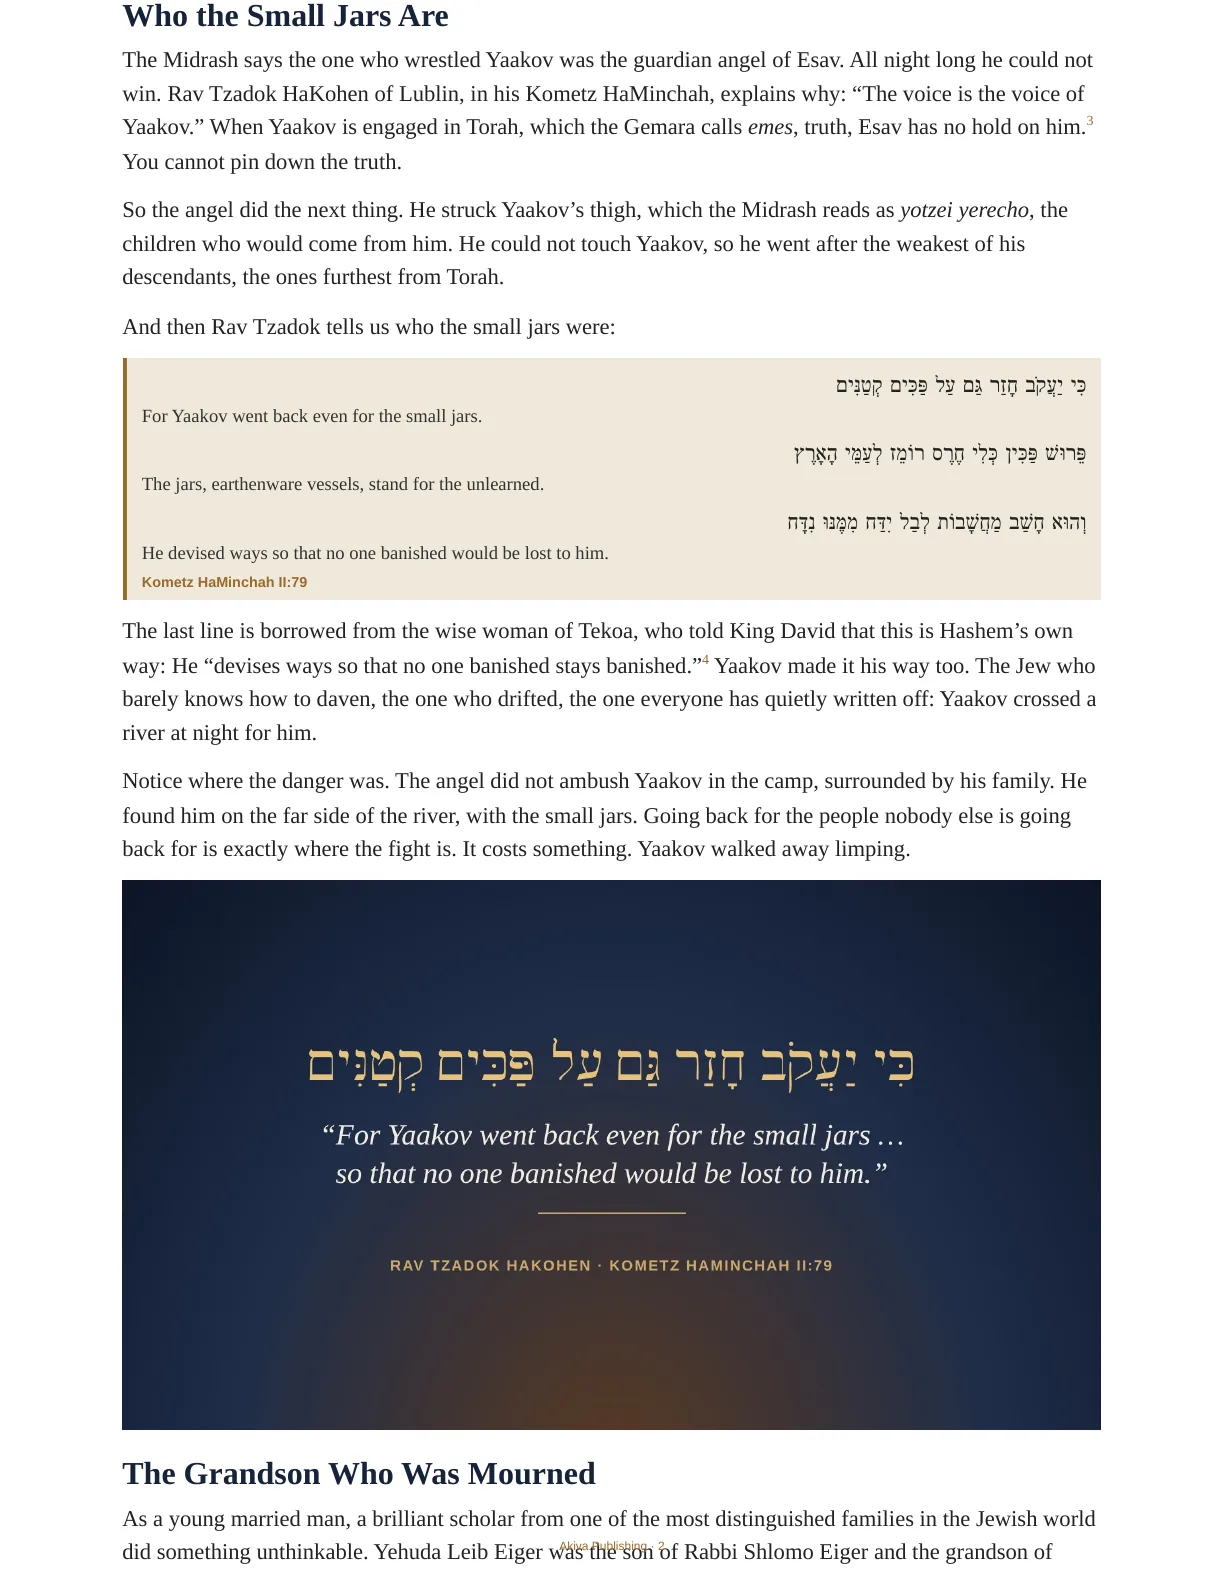 Who the Small Jars Are
The Midrash says the one who wrestled Yaakov was the guardian angel of Esav. All night long he could not
win. Rav Tzadok HaKohen of Lublin, in his Kometz HaMinchah, explains why: “The voice is the voice of
Yaakov.” When Yaakov is engaged in Torah, which the Gemara calls emes, truth, Esav has no hold on him.3
You cannot pin down the truth.
So the angel did the next thing. He struck Yaakov’s thigh, which the Midrash reads as yotzei yerecho, the
children who would come from him. He could not touch Yaakov, so he went after the weakest of his
descendants, the ones furthest from Torah.
And then Rav Tzadok tells us who the small jars were:
כִּי יַעֲקֹב חָזַר גַּם עַל פַּכִּים קְטַנִּים
For Yaakov went back even for the small jars.
פֵּרוּשׁ פַּכִּין כְּלֵי חֶרֶס רוֹמֵז לְעַמֵּי הָאָרֶץ
The jars, earthenware vessels, stand for the unlearned.
וְהוּא חָשַׁב מַחֲשָׁבוֹת לְבַל יִדַּח מִמֶּנּוּ נִדָּח
He devised ways so that no one banished would be lost to him.
Kometz HaMinchah II:79
The last line is borrowed from the wise woman of Tekoa, who told King David that this is Hashem’s own
way: He “devises ways so that no one banished stays banished.”4 Yaakov made it his way too. The Jew who
barely knows how to daven, the one who drifted, the one everyone has quietly written off: Yaakov crossed a
river at night for him.
Notice where the danger was. The angel did not ambush Yaakov in the camp, surrounded by his family. He
found him on the far side of the river, with the small jars. Going back for the people nobody else is going
back for is exactly where the fight is. It costs something. Yaakov walked away limping.
כִּי יַעֲקֹב חָזַר גַּם עַל פַּכִּים קְטַנִּים
“For Yaakov went back even for the small jars …
so that no one banished would be lost to him.”
RAV TZADOK HAKOHEN · KOMETZ HAMINCHAH II:79
The Grandson Who Was Mourned
As a young married man, a brilliant scholar from one of the most distinguished families in the Jewish world
did something unthinkable. Yehuda Leib Eiger was the son of Rabbi Shlomo Eiger and the grandson of
Akiva Publishing · 2